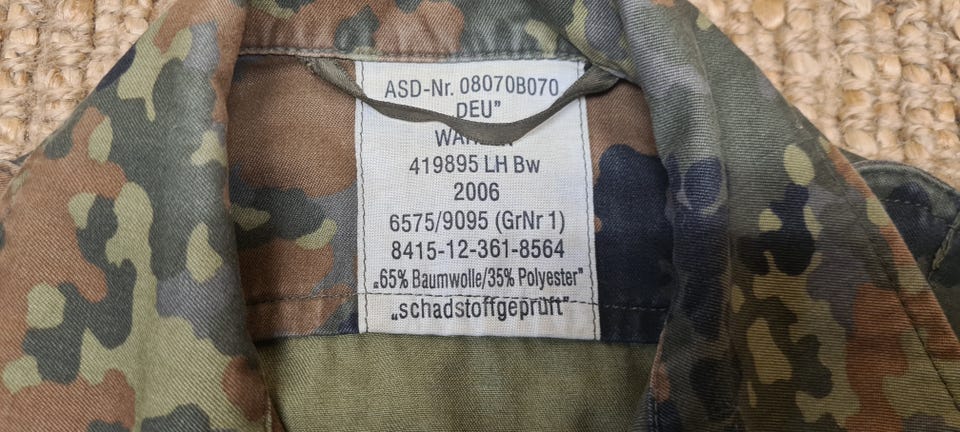 ASD-Nr. 08070B070
DEU"
419895 LH Bw
2006
6575/9095 (GrNr 1)
8415-12-361-8564
„65% Baumwolle/35% Polyester"
„schadstoffgeprüft"